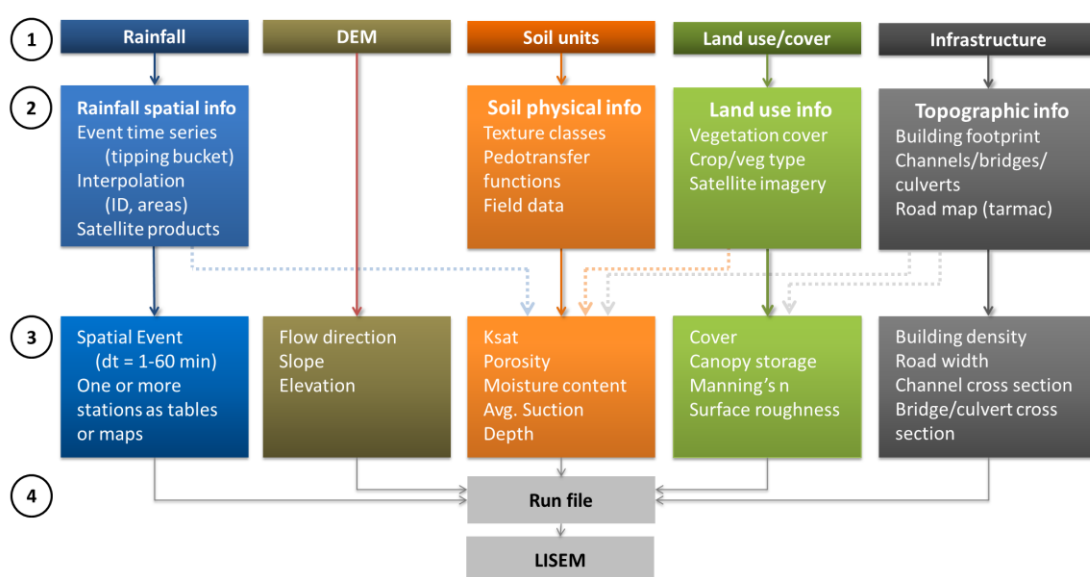 1
Rainfall
DEM
Soil units
Land use/cover
Infrastructure
2
Rainfall spatial info
Event time series
(tipping bucket)
Interpolation
(ID, areas)
Satellite products
Soil physical info
Texture classes
Pedotransfer
functions
Field data
Land use info
Vegetation cover
Crop/veg type
Satellite imagery
Topographic info
Building footprint
Channels/bridges/
culverts
Road map (tarmac)
3
Spatial Event
(dt = 1-60 min)
One or more
stations as tables
or maps
Flow direction
Slope
Elevation
Ksat
Porosity
Moisture content
Avg. Suction
Depth
Cover
Canopy storage
Manning's n
Surface roughness
Building density
Road width
Channel cross section
Bridge/culvert cross
section
4
Run file
LISEM